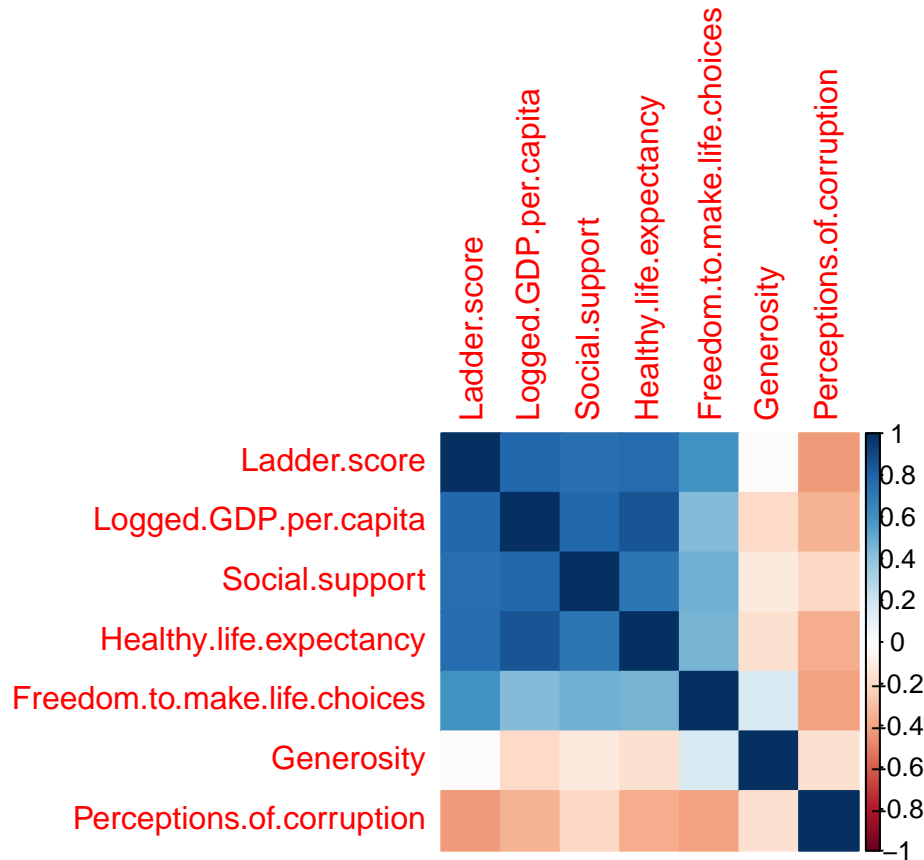 Ladder.score
Logged.GDP.per.capita
Social.support
Healthy.life.expectancy
Freedom.to.make.life.choices
Generosity
Perceptions.of.corruption
Ladder.score
Logged.GDP.per.capita
Social.support
Healthy.life.expectancy
Freedom.to.make.life.choices
Generosity
Perceptions.of.corruption
1
0.8
0.6
0.4
0.2
0
−0.2
−0.4
−0.6
−0.8
−1